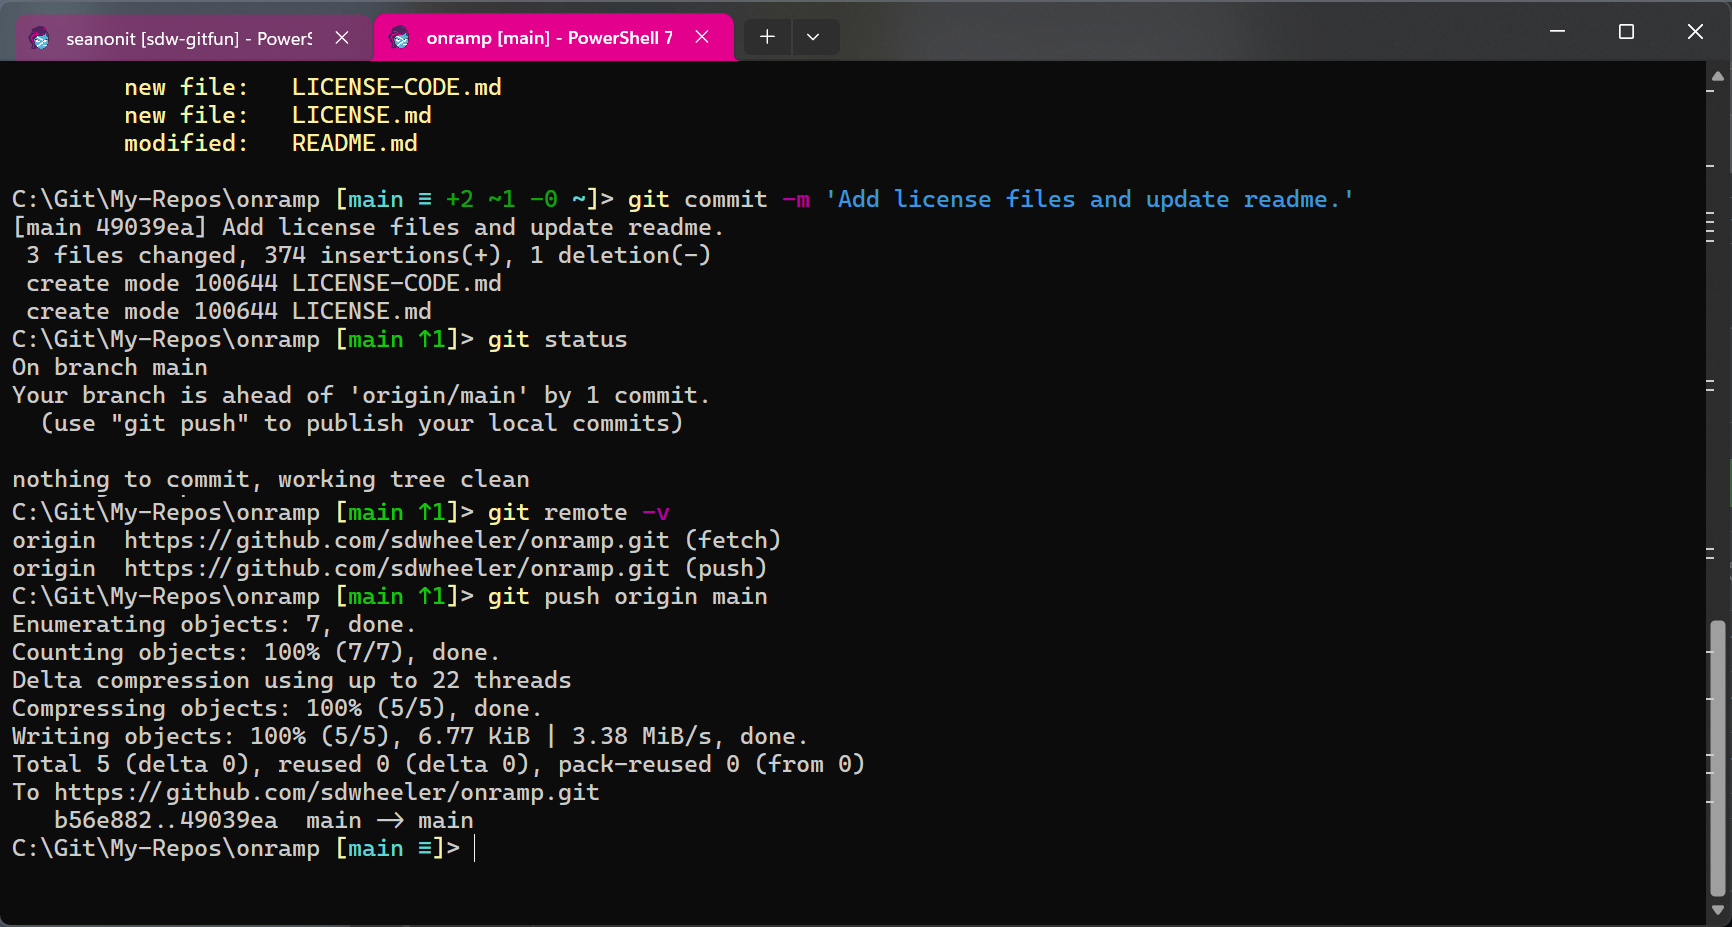 seanonit [sdw-gitfun] - PowerS
onramp [main] - PowerShell 7
new file:   LICENSE-CODE.md
new file:   LICENSE.md
modified:   README.md
C:\Git\My-Repos\onramp [main ≡ +2 ~1 -0 ~]> git commit -m 'Add license files and update readme.'
[main 49039ea] Add license files and update readme.
3 files changed, 374 insertions(+), 1 deletion(-)
create mode 100644 LICENSE-CODE.md
create mode 100644 LICENSE.md
C:\Git\My-Repos\onramp [main ↑1]> git status
On branch main
Your branch is ahead of 'origin/main' by 1 commit.
(use "git push" to publish your local commits)
nothing to commit, working tree clean
C:\Git\My-Repos\onramp [main ↑1]> git remote -v
origin  https://github.com/sdwheeler/onramp.git (fetch)
origin  https://github.com/sdwheeler/onramp.git (push)
C:\Git\My-Repos\onramp [main ↑1]> git push origin main
Enumerating objects: 7, done.
Counting objects: 100% (7/7), done.
Delta compression using up to 22 threads
Compressing objects: 100% (5/5), done.
Writing objects: 100% (5/5), 6.77 KiB | 3.38 MiB/s, done.
Total 5 (delta 0), reused 0 (delta 0), pack-reused 0 (from 0)
To https://github.com/sdwheeler/onramp.git
b56e882..49039ea  main -> main
C:\Git\My-Repos\onramp [main ≡]>